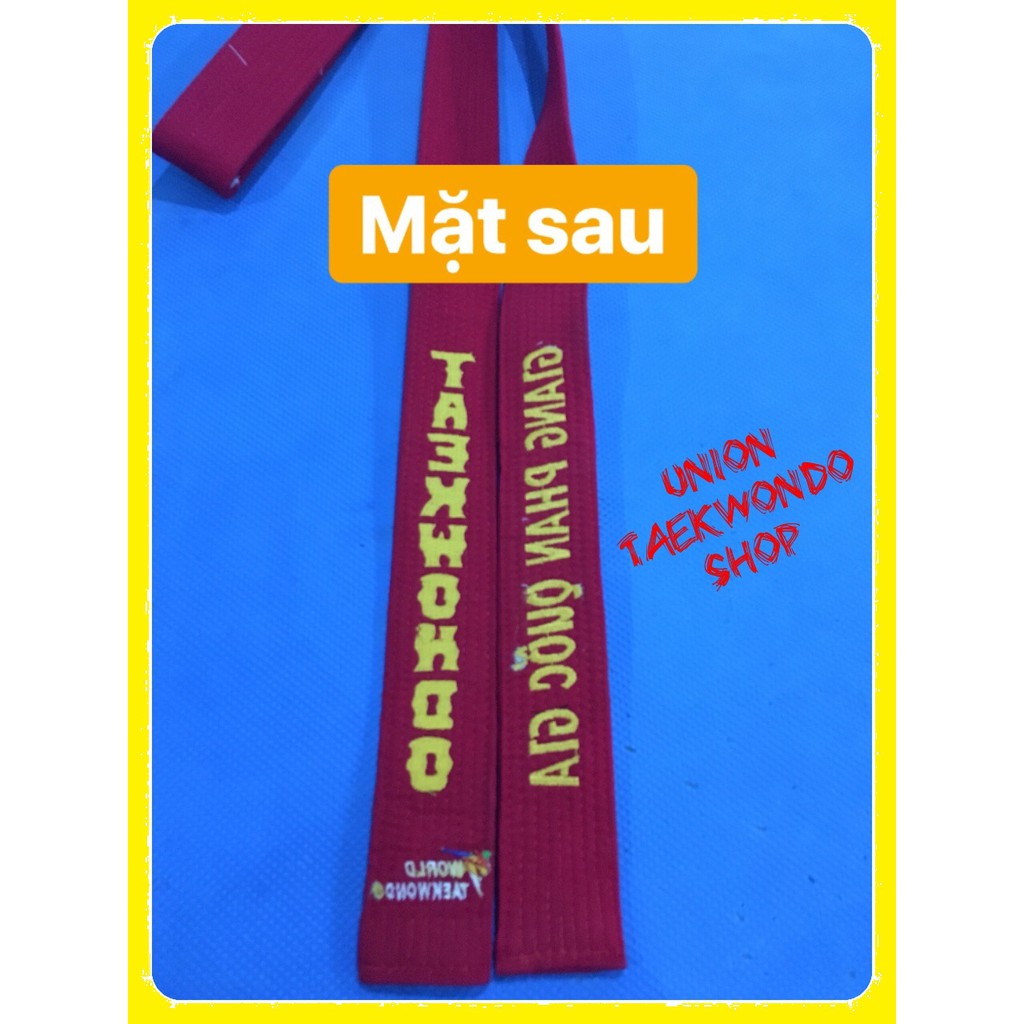 Mặt sau
TAEKWONDO
GIANG PHAN QUỐC GIA
UNION
TAEKWONDO
SHOP
WORLD
TAEKWONDO